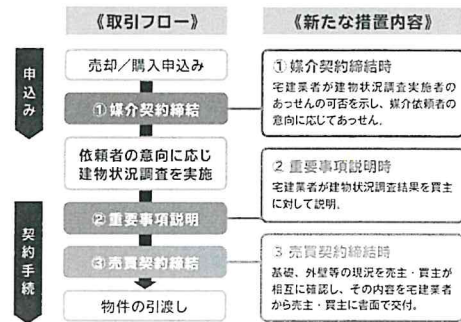 《取引フロー》
《新たな措置内容》
申込み
売却／購入申込み
①媒介契約締結
依頼者の意向に応じ
建物状況調査を実施
契約手続
②重要事項説明
③売買契約締結
物件の引渡し
①媒介契約締結時
宅建業者が建物状況調査実施者の
あっせんの可否を示し、媒介依頼者の
意向に応じてあっせん．
②重要事項説明時
宅建業者が建物状況調査結果を買主
に対して説明．
3 売買契約締結時
基礎、外壁等の現況を売主・買主が
相互に確認し、その内容を宅建業者
から売主・買主に書面で交付．